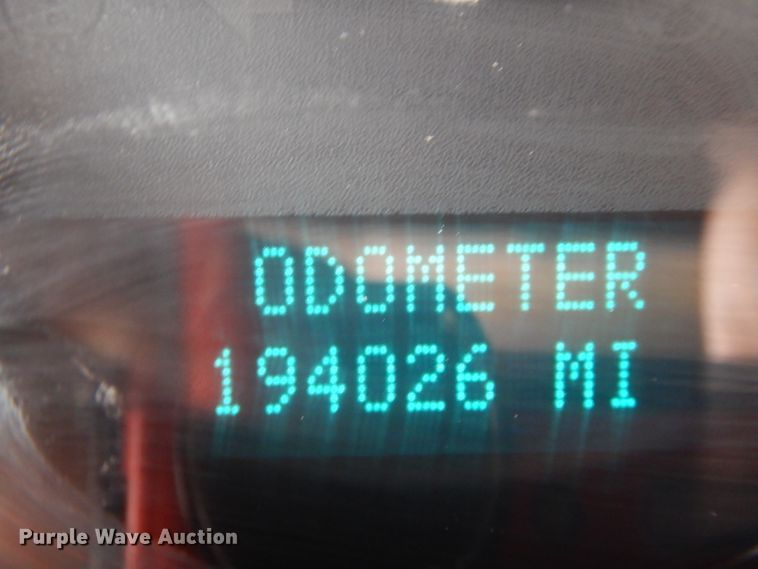 ODOMETER
194026 MI
Purple Wave Auction